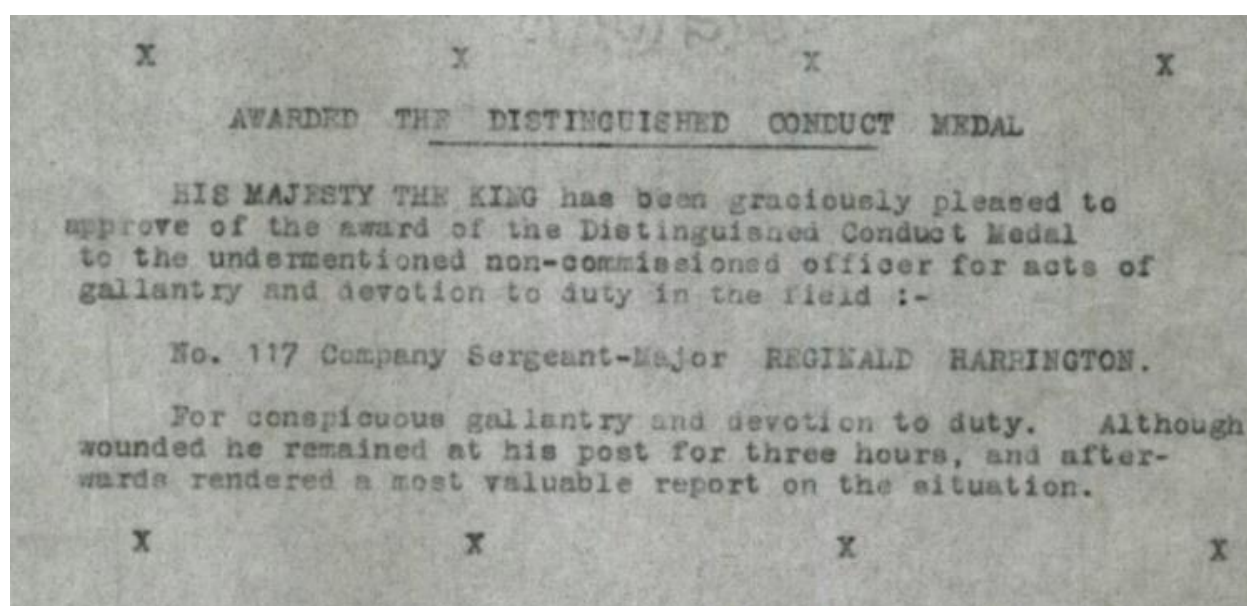 X X X X
AWARDED THE DISTINGUISHED CONDUCT MEDAL
HIS MAJESTY THE KING has been graciously pleased to
approve of the award of the Distinguished Conduct Medal
to the undermentioned non-commissioned officer for acts of
gallantry and devotion to duty in the field :-
No. 117 Company Sergeant-Major REGINALD HARRINGTON.
For conspicuous gallantry and devotion to duty. Although
wounded he remained at his post for three hours, and after-
wards rendered a most valuable report on the situation.
X X X X